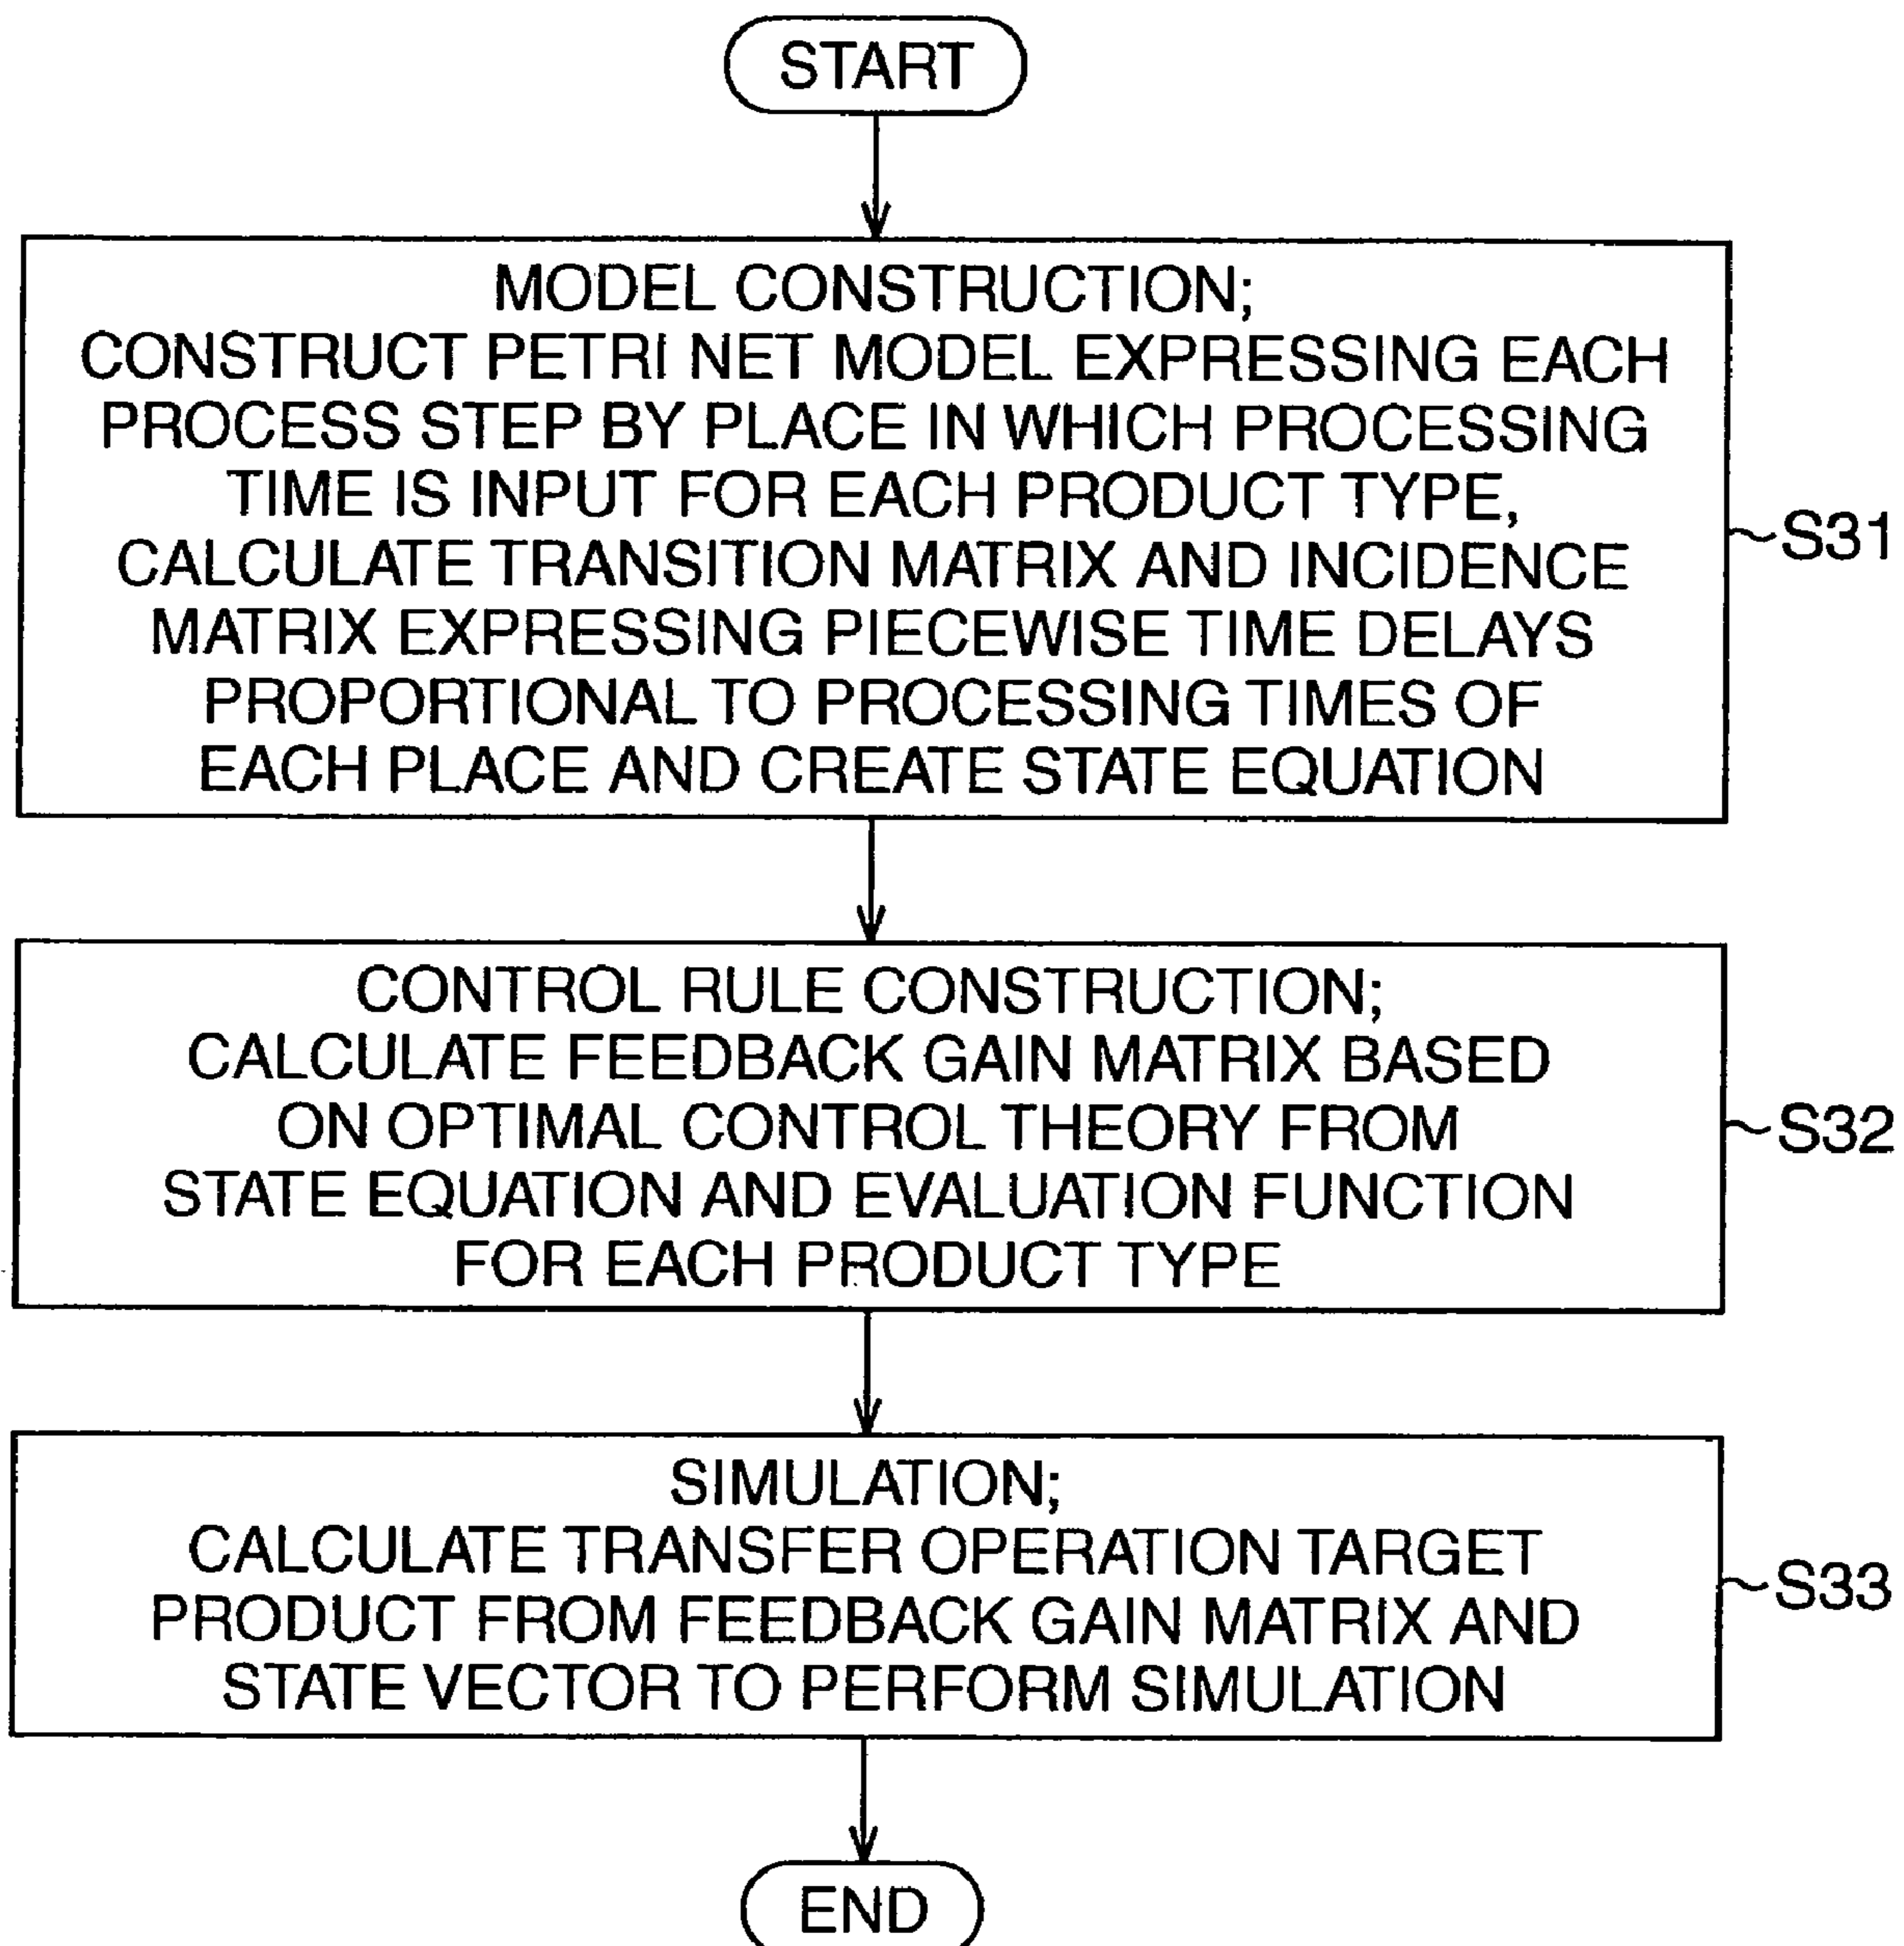 START
MODEL CONSTRUCTION;
CONSTRUCT PETRI NET MODEL EXPRESSING EACH
PROCESS STEP BY PLACE IN WHICH PROCESSING
TIME IS INPUT FOR EACH PRODUCT TYPE,
CALCULATE TRANSITION MATRIX AND INCIDENCE
MATRIX EXPRESSING PIECEWISE TIME DELAYS
PROPORTIONAL TO PROCESSING TIMES OF
EACH PLACE AND CREATE STATE EQUATION
S31
CONTROL RULE CONSTRUCTION;
CALCULATE FEEDBACK GAIN MATRIX BASED
ON OPTIMAL CONTROL THEORY FROM
STATE EQUATION AND EVALUATION FUNCTION
FOR EACH PRODUCT TYPE
S32
SIMULATION;
CALCULATE TRANSFER OPERATION TARGET
PRODUCT FROM FEEDBACK GAIN MATRIX AND
STATE VECTOR TO PERFORM SIMULATION
S33
END